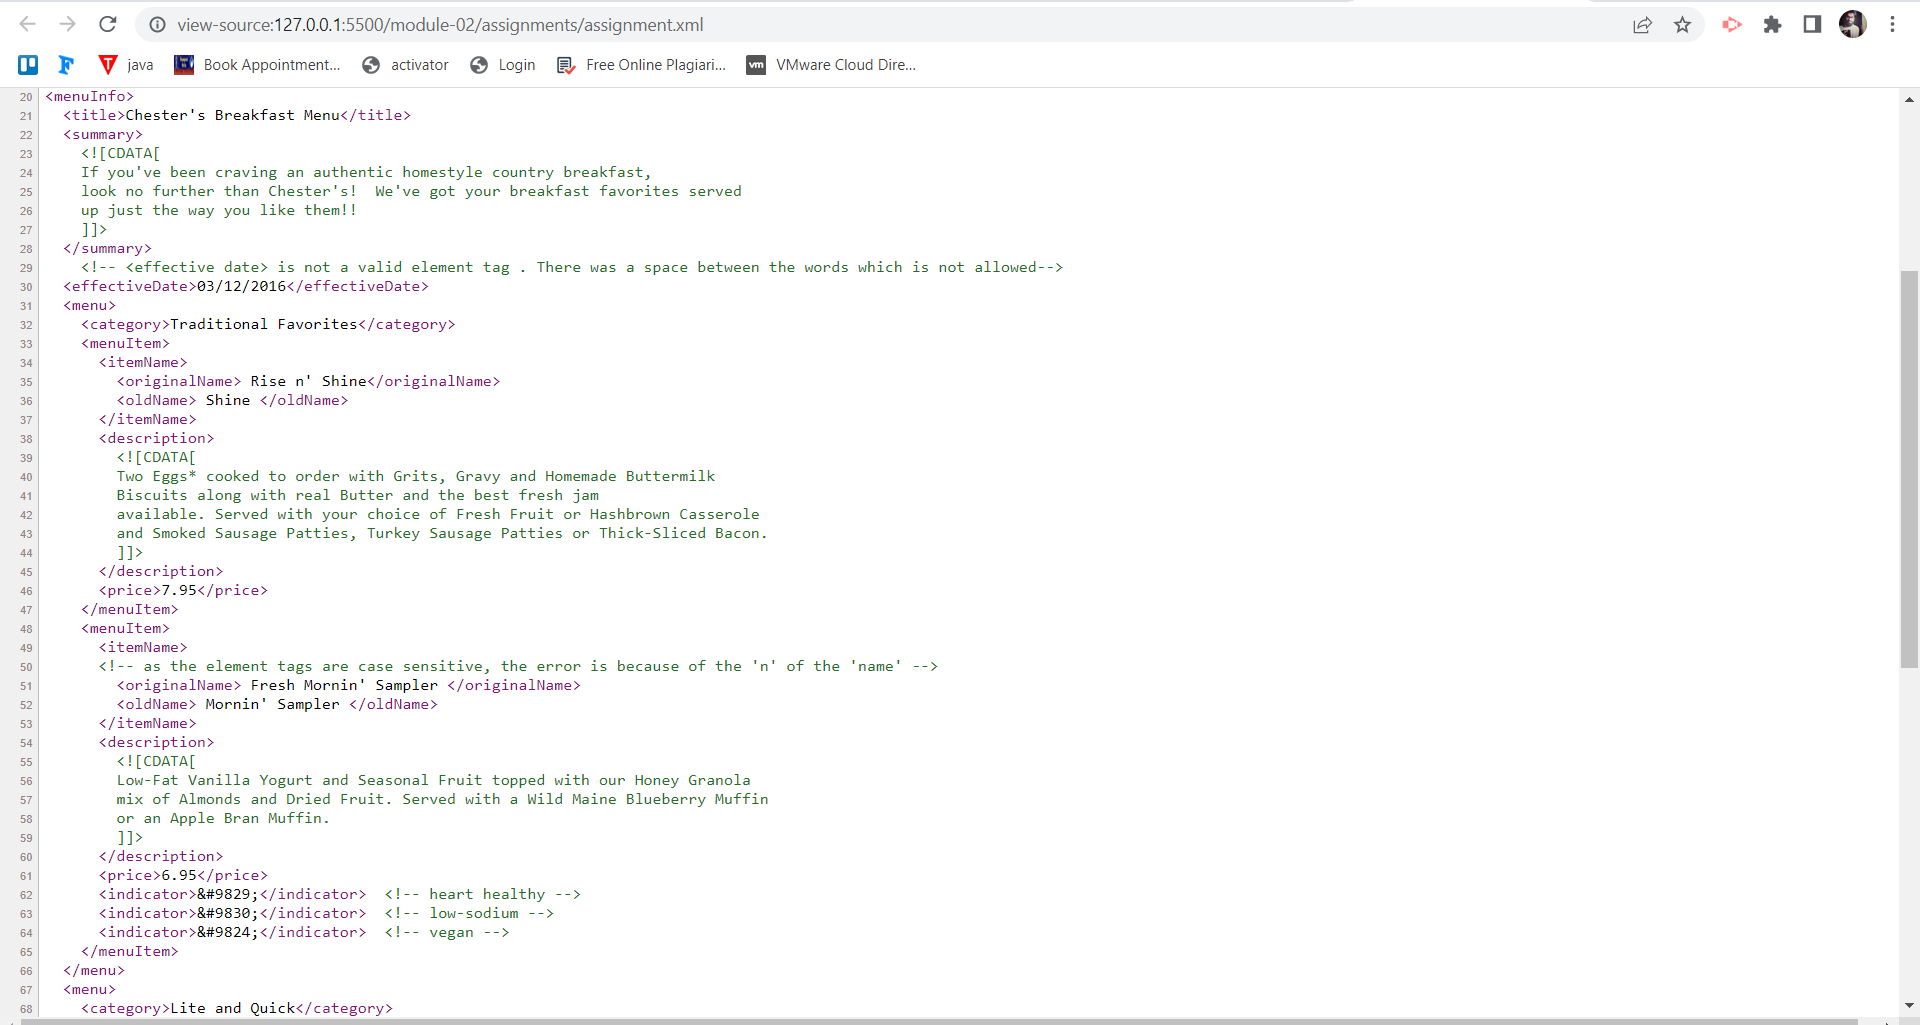 view-source:127.0.0.1:5500/module-02/assignments/assignment.xml
java Book Appointment... activator Login Free Online Plagiari... vm VMware Cloud Dire...
20 <menuInfo>
21 <title>Chester's Breakfast Menu</title>
22 <summary>
23 <![CDATA[
24 If you've been craving an authentic homestyle country breakfast,
25 look no further than Chester's!  We've got your breakfast favorites served
26 up just the way you like them!!
27 ]]>
28 </summary>
29 <!-- <effective date> is not a valid element tag . There was a space between the words which is not allowed-->
30 <effectiveDate>03/12/2016</effectiveDate>
31 <menu>
32 <category>Traditional Favorites</category>
33 <menuItem>
34 <itemName>
35 <originalName> Rise n' Shine</originalName>
36 <oldName> Shine </oldName>
37 </itemName>
38 <description>
39 <![CDATA[
40 Two Eggs* cooked to order with Grits, Gravy and Homemade Buttermilk
41 Biscuits along with real Butter and the best fresh jam
42 available. Served with your choice of Fresh Fruit or Hashbrown Casserole
43 and Smoked Sausage Patties, Turkey Sausage Patties or Thick-Sliced Bacon.
44 ]]>
45 </description>
46 <price>7.95</price>
47 </menuItem>
48 <menuItem>
49 <itemName>
50 <!-- as the element tags are case sensitive, the error is because of the 'n' of the 'name' -->
51 <originalName> Fresh Mornin' Sampler </originalName>
52 <oldName> Mornin' Sampler </oldName>
53 </itemName>
54 <description>
55 <![CDATA[
56 Low-Fat Vanilla Yogurt and Seasonal Fruit topped with our Honey Granola
57 mix of Almonds and Dried Fruit. Served with a Wild Maine Blueberry Muffin
58 or an Apple Bran Muffin.
59 ]]>
60 </description>
61 <price>6.95</price>
62 <indicator>&#9829;</indicator>  <!-- heart healthy -->
63 <indicator>&#9830;</indicator>  <!-- low-sodium -->
64 <indicator>&#9824;</indicator>  <!-- vegan -->
65 </menuItem>
66 </menu>
67 <menu>
68 <category>Lite and Quick</category>